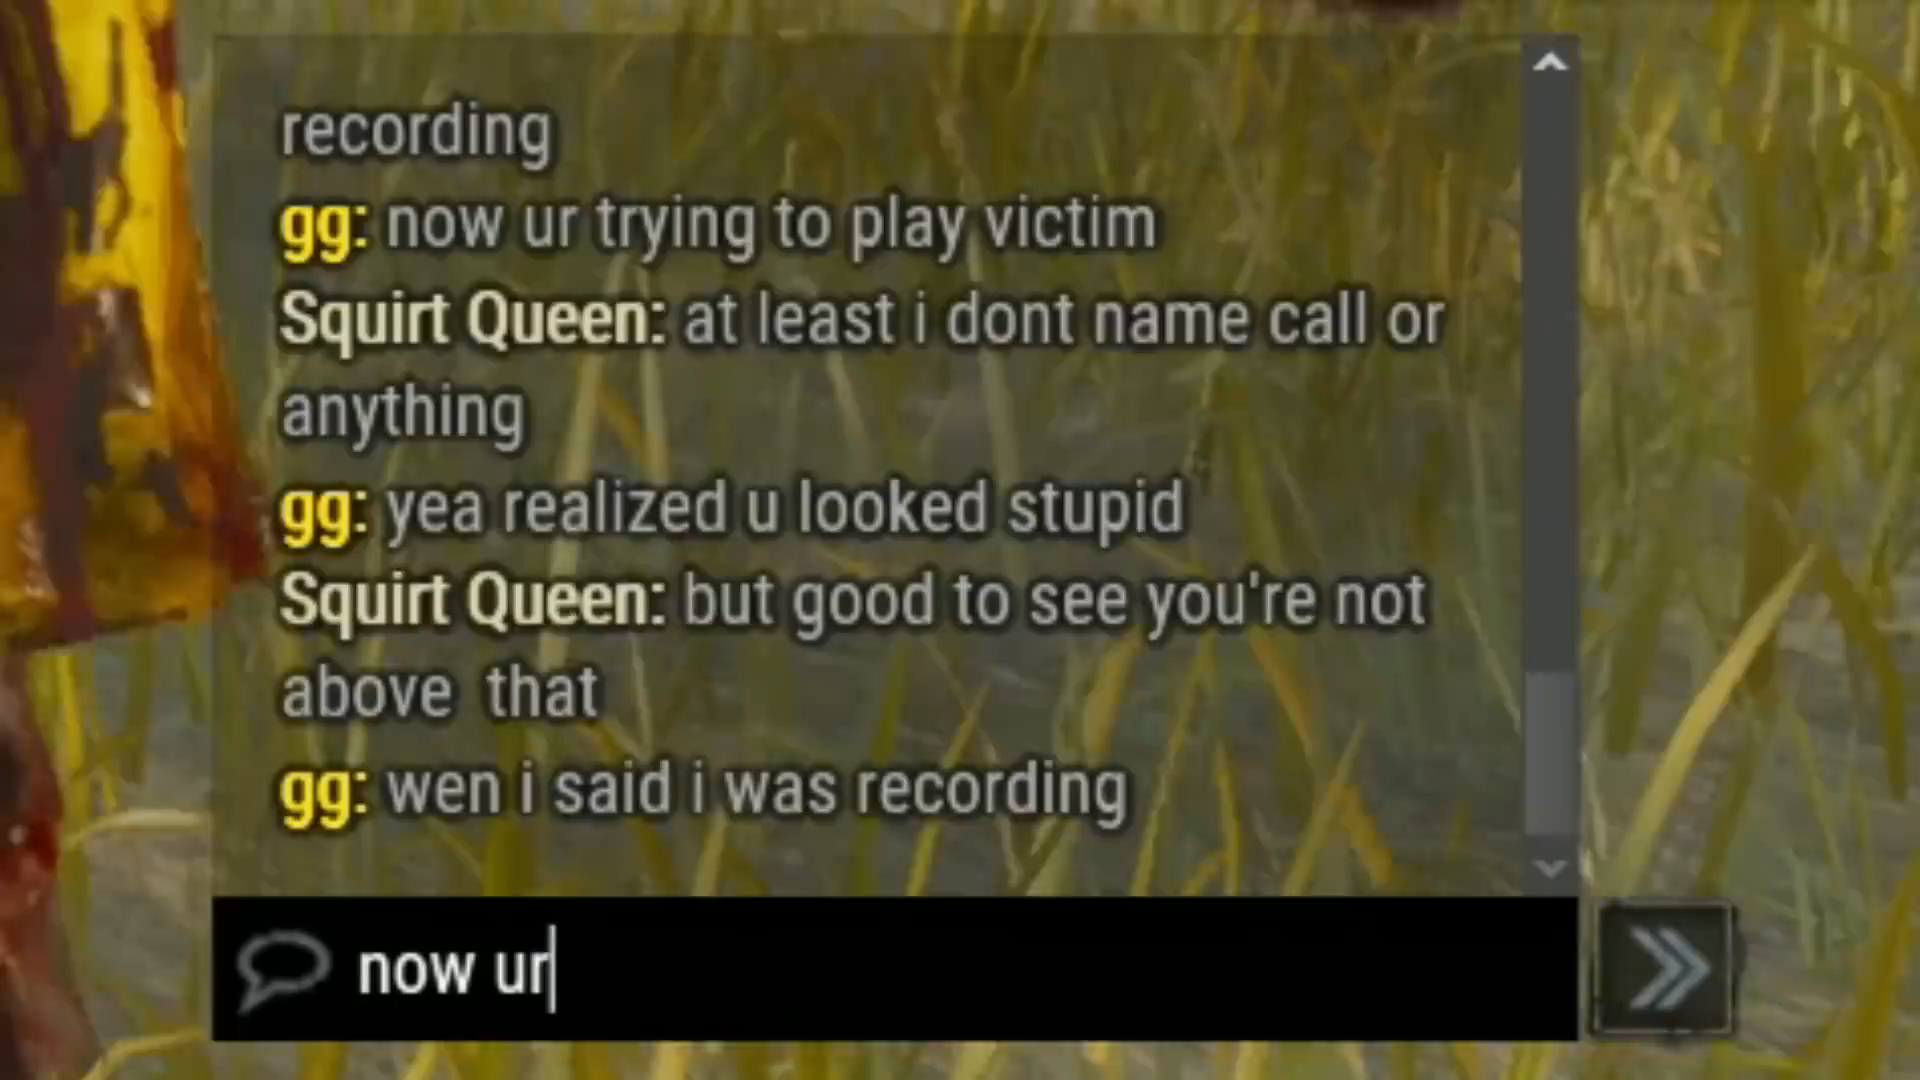 recording
gg: now ur trying to play victim
Squirt Queen: at least i dont name call or
anything
gg: yea realized u looked stupid
Squirt Queen: but good to see you're not
above  that
gg: wen i said i was recording
now ur